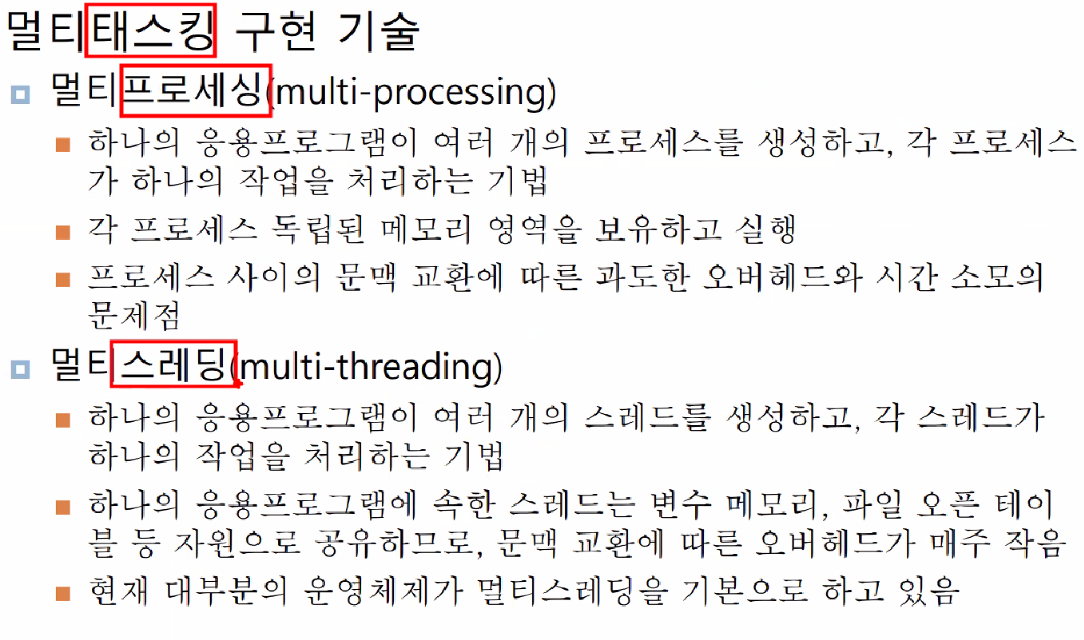 멀티태스킹 구현 기술
멀티프로세싱(multi-processing)
하나의 응용프로그램이 여러 개의 프로세스를 생성하고, 각 프로세스
가 하나의 작업을 처리하는 기법
각 프로세스 독립된 메모리 영역을 보유하고 실행
프로세스 사이의 문맥 교환에 따른 과도한 오버헤드와 시간 소모의
문제점
멀티스레딩(multi-threading)
하나의 응용프로그램이 여러 개의 스레드를 생성하고, 각 스레드가
하나의 작업을 처리하는 기법
하나의 응용프로그램에 속한 스레드는 변수 메모리, 파일 오픈 테이
블 등 자원으로 공유하므로, 문맥 교환에 따른 오버헤드가 매주 작음
현재 대부분의 운영체제가 멀티스레딩을 기본으로 하고 있음